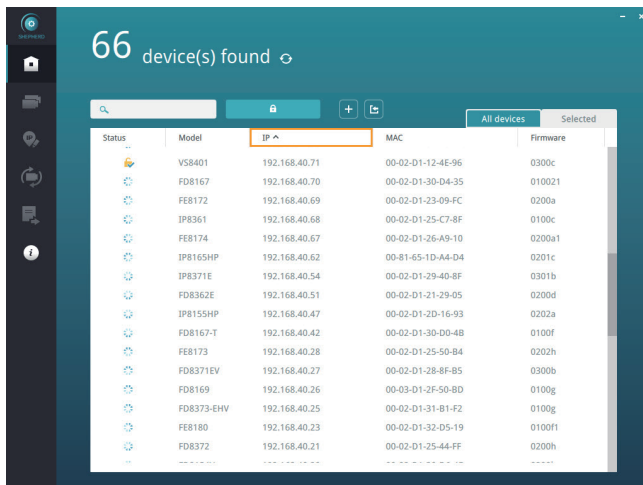 SHEPHERD
66 device(s) found
All devices Selected
Status Model IP MAC Firmware
VS8401 192.168.40.71 00-02-D1-12-4E-96 0300c
FD8167 192.168.40.70 00-02-D1-30-D4-35 010021
FE8172 192.168.40.69 00-02-D1-23-09-FC 0200a
IP8361 192.168.40.68 00-02-D1-25-C7-8F 0100c
FE8174 192.168.40.67 00-02-D1-26-A9-10 0200a1
IP8165HP 192.168.40.62 00-81-65-1D-A4-D4 0201c
IP8371E 192.168.40.54 00-02-D1-29-40-8F 0301b
FD8362E 192.168.40.51 00-02-D1-21-29-05 0200d
IP8155HP 192.168.40.47 00-02-D1-2D-16-93 0202a
FD8167-T 192.168.40.42 00-02-D1-30-D0-4B 0100f
FE8173 192.168.40.28 00-02-D1-25-50-B4 0202h
FD8371EV 192.168.40.27 00-02-D1-28-8F-B5 0300b
FD8169 192.168.40.26 00-03-D1-2F-50-BD 0100g
FD8373-EHV 192.168.40.25 00-02-D1-31-B1-F2 0100g
FE8180 192.168.40.23 00-02-D1-32-D5-19 0100f1
FD8372 192.168.40.21 00-02-D1-25-44-FF 0200h